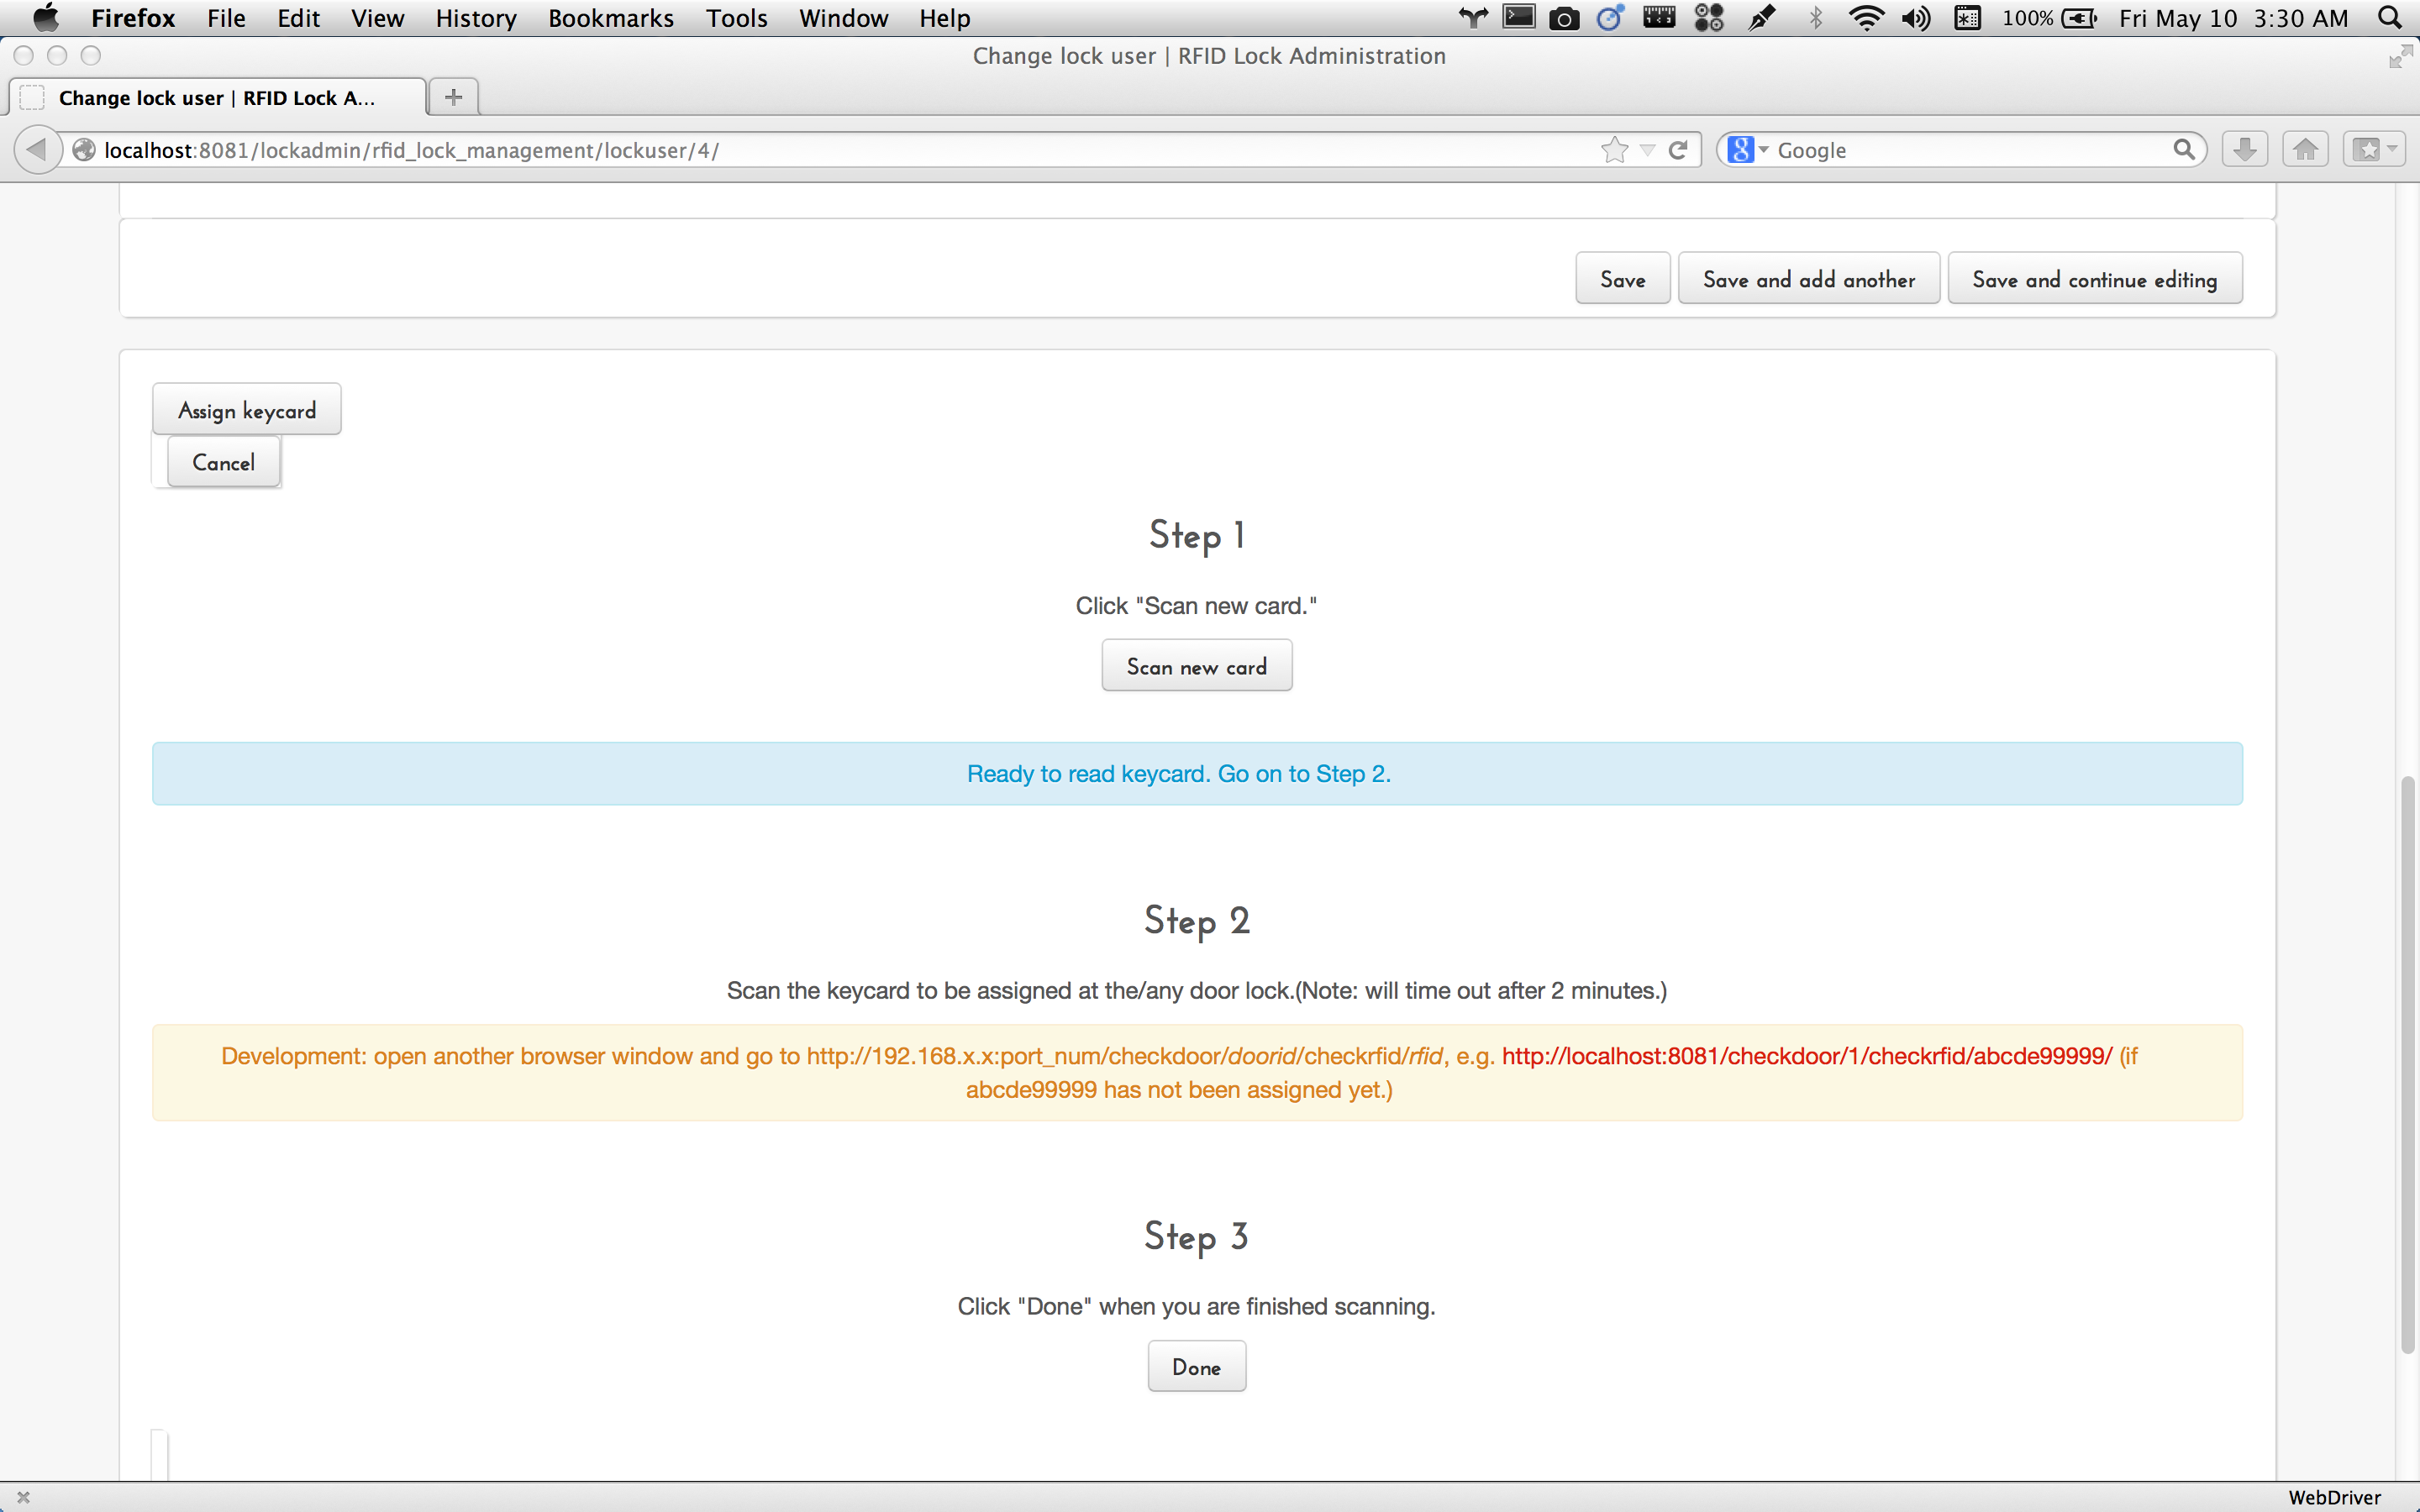 Firefox File Edit View History Bookmarks Tools Window Help 100% Fri May 10 3:30 AM
Change lock user | RFID Lock Administration
Change lock user | RFID Lock A...
localhost:8081/lockadmin/rfid_lock_management/lockuser/4/ Google
Save Save and add another Save and continue editing
Assign keycard
Cancel
Step 1
Click "Scan new card."
Scan new card
Ready to read keycard. Go on to Step 2.
Step 2
Scan the keycard to be assigned at the/any door lock.(Note: will time out after 2 minutes.)
Development: open another browser window and go to http://192.168.x.x:port_num/checkdoor/doorid/checkrfid/rfid, e.g. http://localhost:8081/checkdoor/1/checkrfid/abcde99999/ (if
abcde99999 has not been assigned yet.)
Step 3
Click "Done" when you are finished scanning.
Done
WebDriver